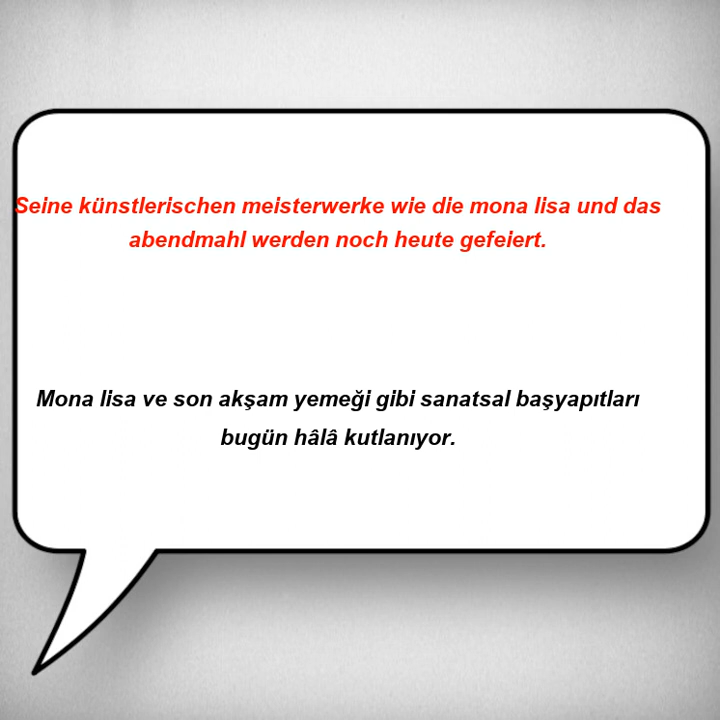 Seine künstlerischen meisterwerke wie die mona lisa und das
abendmahl werden noch heute gefeiert.
Mona lisa ve son akşam yemeği gibi sanatsal başyapıtları
bugün hâlâ kutlanıyor.